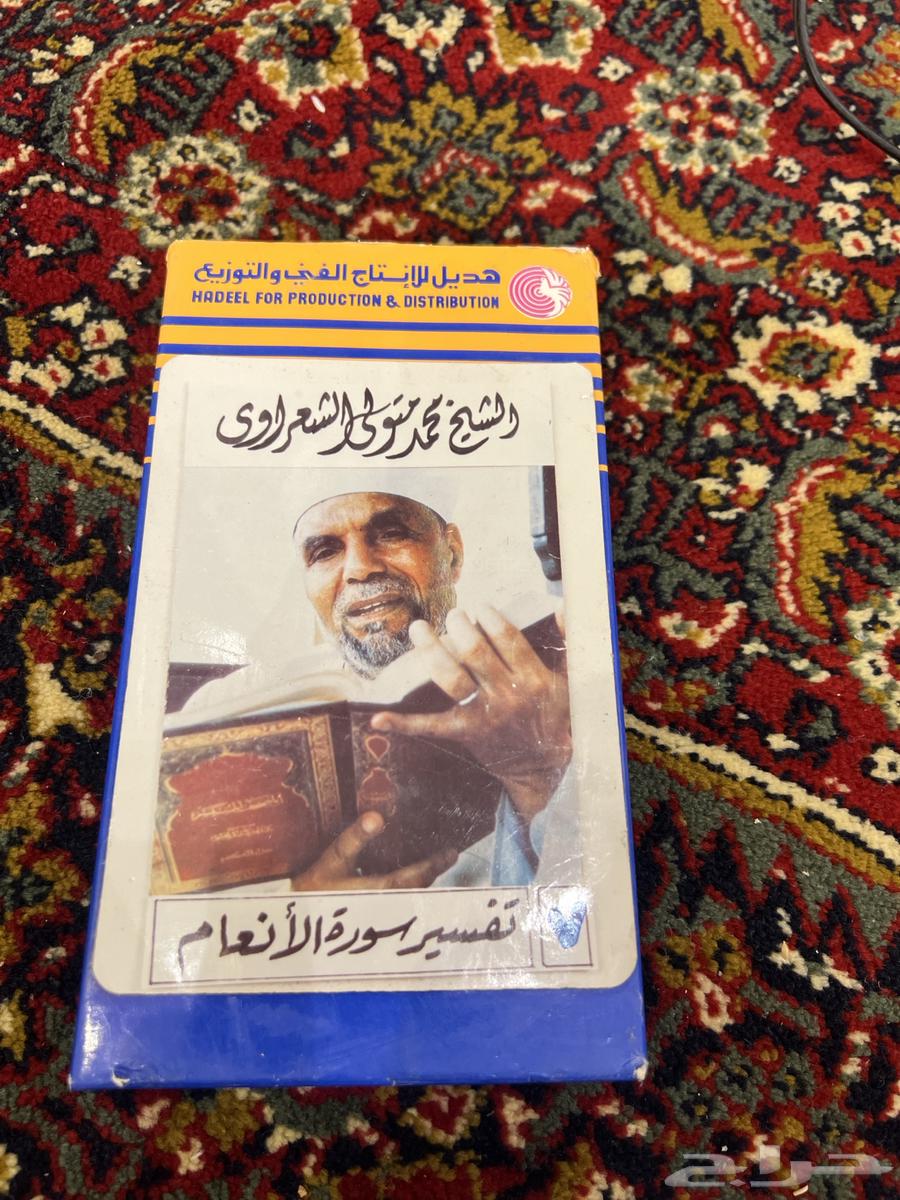 هديل للإنتاج الفني والتوزيع
HADEEL FOR PRODUCTION & DISTRIBUTION
الشيخ محمد متولى الشعراوى
تفسير سورة الأنعام
٧
حراج